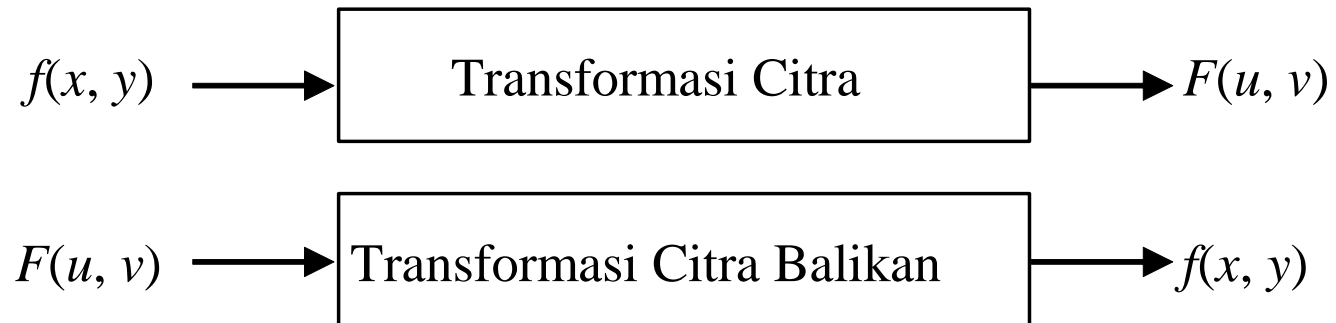 f(x, y) Transformasi Citra F(u, v)
F(u, v) Transformasi Citra Balikan f(x, y)